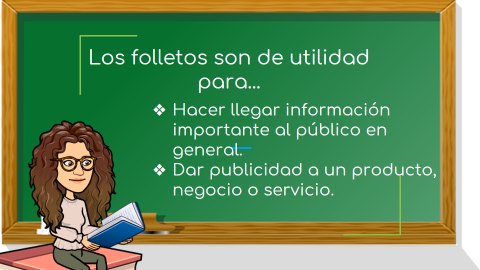 Los folletos son de utilidad
para...
❖ Hacer llegar información
importante al público en
general.
❖ Dar publicidad a un producto,
negocio o servicio.